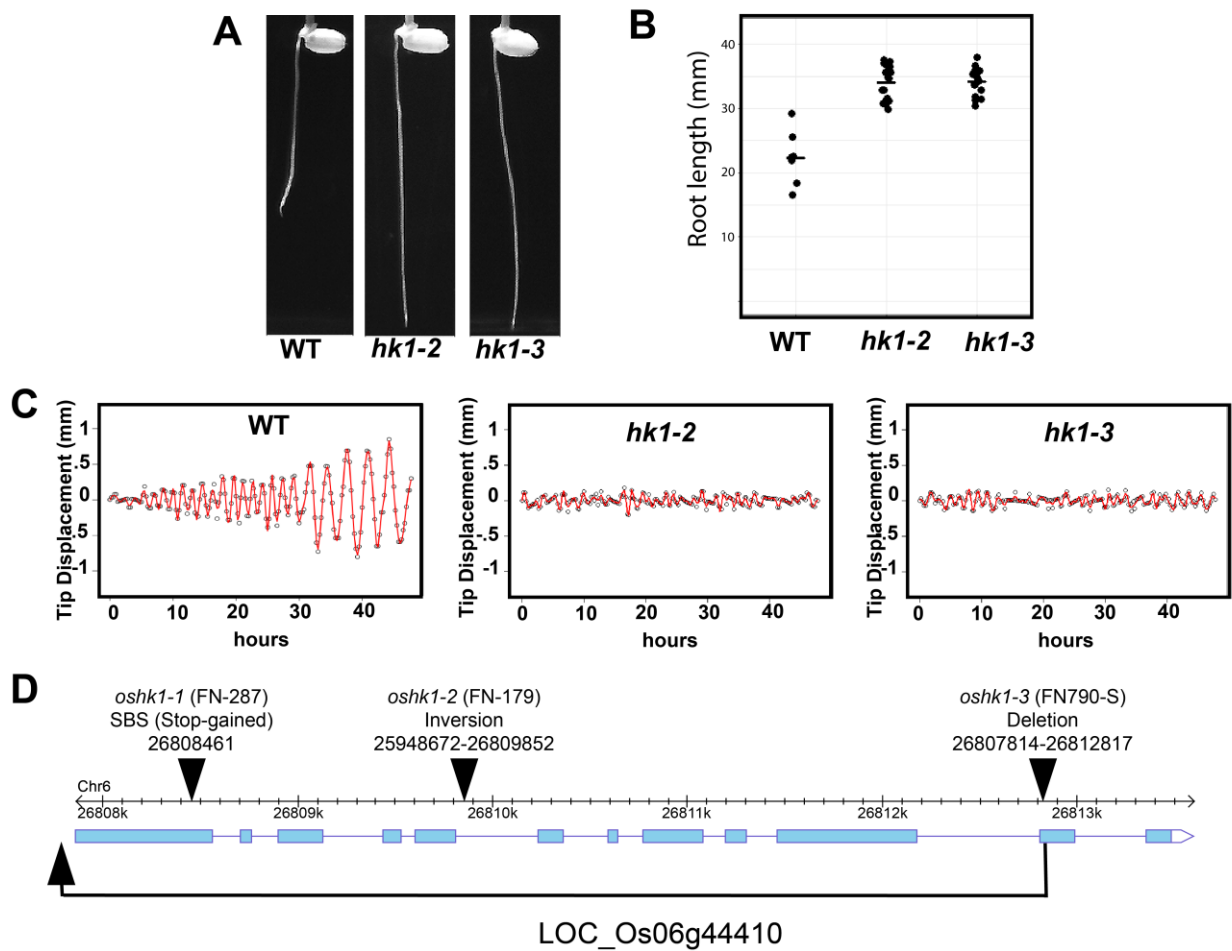 A
WT
hk1-2
hk1-3
B
Root length (mm)
40
30
20
10
WT
hk1-2
hk1-3
C
WT
Tip Displacement (mm)
1
.5
0
.5
-1
0
10
20
30
40
hours
hk1-2
Tip Displacement (mm)
1
.5
0
-.5
-1
0
10
20
30
40
hours
hk1-3
Tip Displacement (mm)
1
.5
0
-.5
-1
0
10
20
30
40
hours
D
oshk1-1 (FN-287)
SBS (Stop-gained)
26808461
oshk1-2 (FN-179)
Inversion
25948672-26809852
oshk1-3 (FN790-S)
Deletion
26807814-26812817
Chr6
26808k
26809k
26810k
26811k
26812k
26813k
LOC_Os06g44410